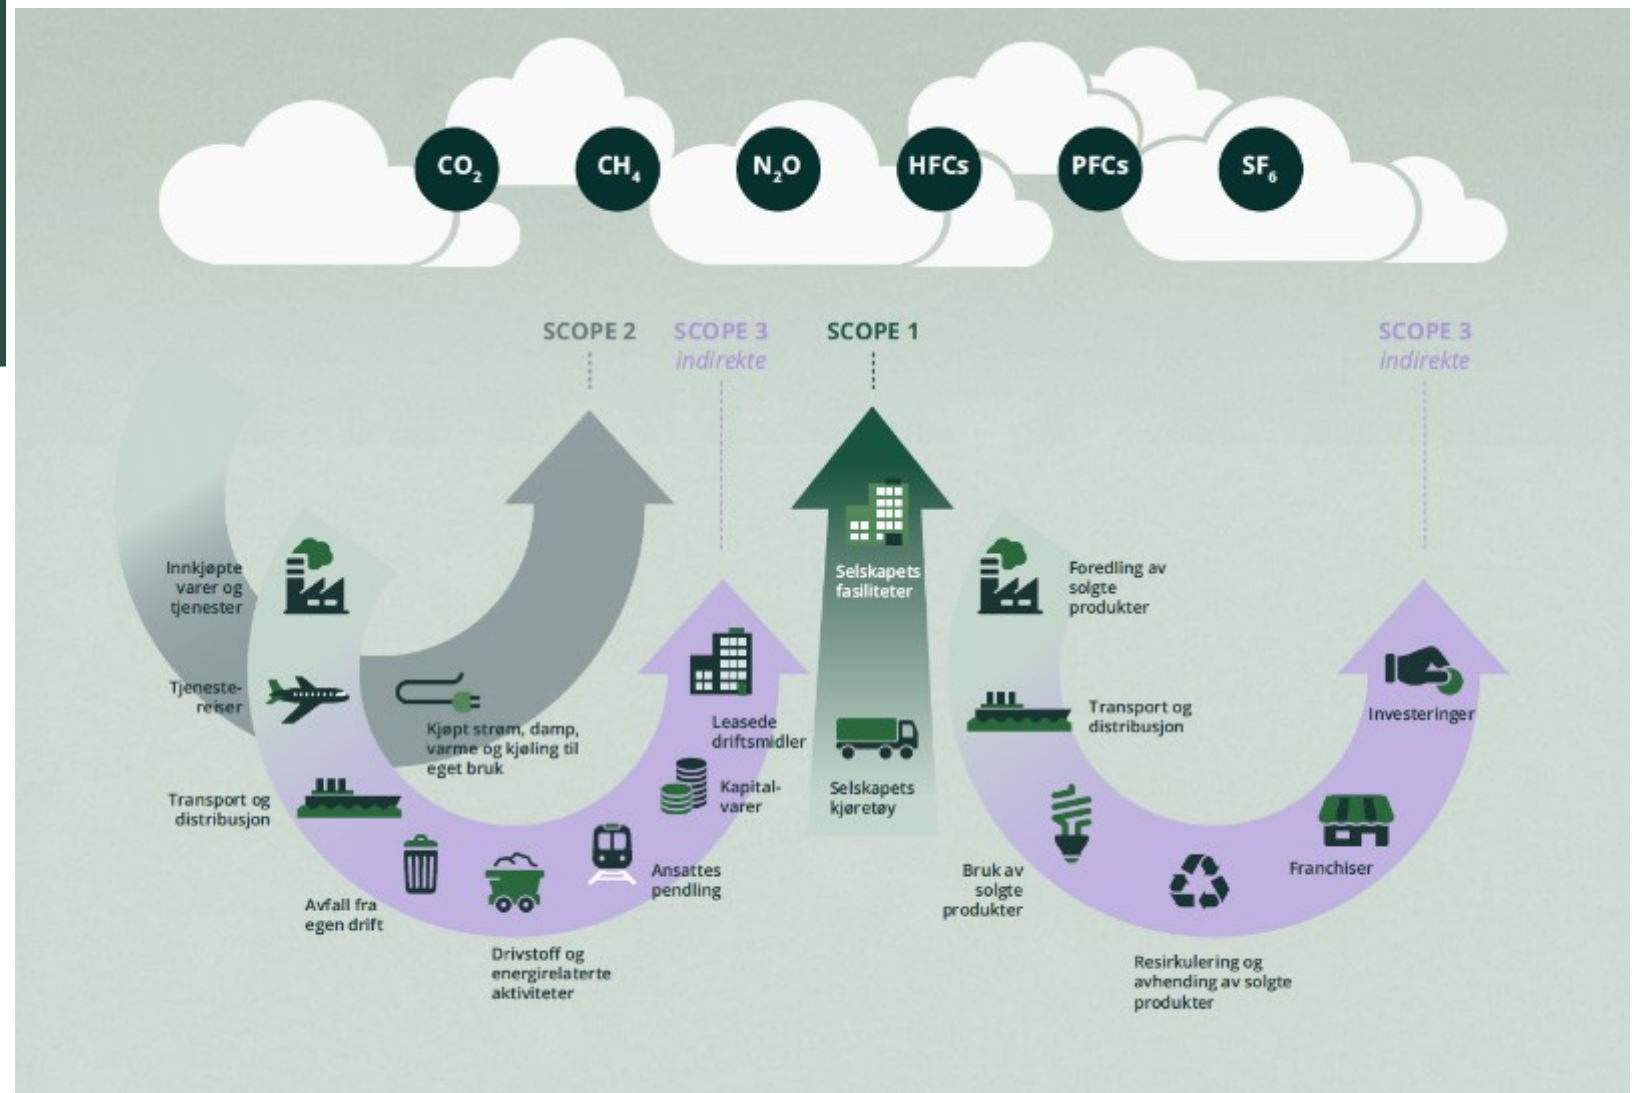 CO₂
CH₄
N₂O
HFCs
PFCs
SF₆
SCOPE 2
SCOPE 3
indirekte
SCOPE 1
SCOPE 3
indirekte
Innkjøpte
varer og
tjenester
Tjeneste-
reiser
Transport og
distribusjon
Avfall fra
egen drift
Drivstoff og
energirelaterte
aktiviteter
Ansattes
pendling
Kapital-
varer
Leasede
driftsmidler
Kjøpt strøm, damp,
varme og kjøling til
eget bruk
Selskapets
fasiliteter
Selskapets
kjøretøy
Foredling av
solgte
produkter
Transport og
distribusjon
Bruk av
solgte
produkter
Resirkulering og
avhending av solgte
produkter
Franchiser
Investeringer